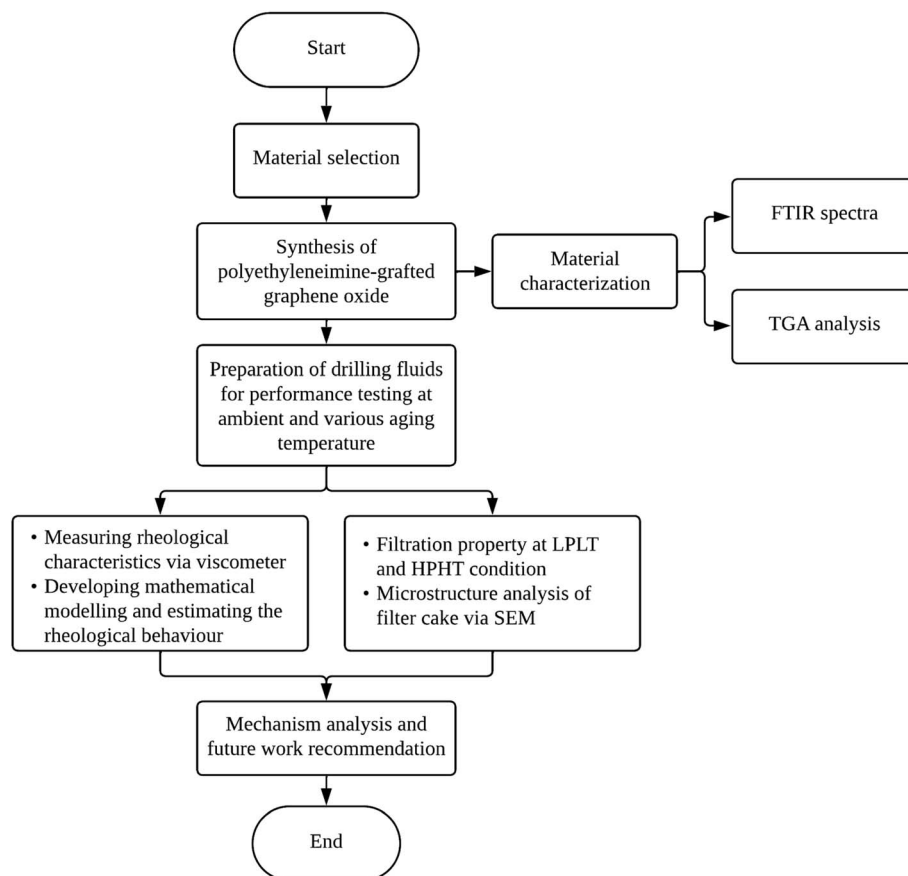 Start
Material selection
Synthesis of
polyethyleneimine-grafted
graphene oxide
Material
characterization
FTIR spectra
TGA analysis
Preparation of drilling fluids
for performance testing at
ambient and various aging
temperature
• Measuring rheological
characteristics via viscometer
• Developing mathematical
modelling and estimating the
rheological behaviour
• Filtration property at LPLT
and HPHT condition
• Microstructure analysis of
filter cake via SEM
Mechanism analysis and
future work recommendation
End